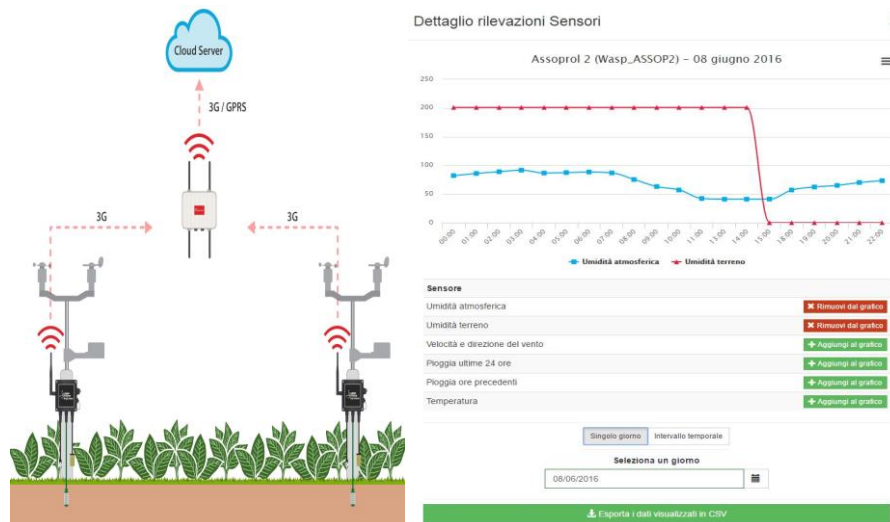 Cloud Server
3G / GPRS
3G
3G
Dettaglio rilevazioni Sensori
Assoprol 2 (Wasp_ASSOP2) – 08 giugno 2016
250
200
150
100
50
0
00:00 01:00 02:00 03:00 04:00 05:00 06:00 07:00 08:00 09:00 10:00 11:00 13:00 14:00 15:00 18:00 19:00 20:00 21:00 22:00
Umidità atmosferica Umidità terreno
Sensore
Umidità atmosferica Rimuovi dal grafico
Umidità terreno Rimuovi dal grafico
Velocità e direzione del vento Aggiungi al grafico
Pioggia ultime 24 ore Aggiungi al grafico
Pioggia ore precedenti Aggiungi al grafico
Temperatura Aggiungi al grafico
Singolo giorno Intervallo temporale
Seleziona un giorno
08/06/2016
Esporta i dati visualizzati in CSV